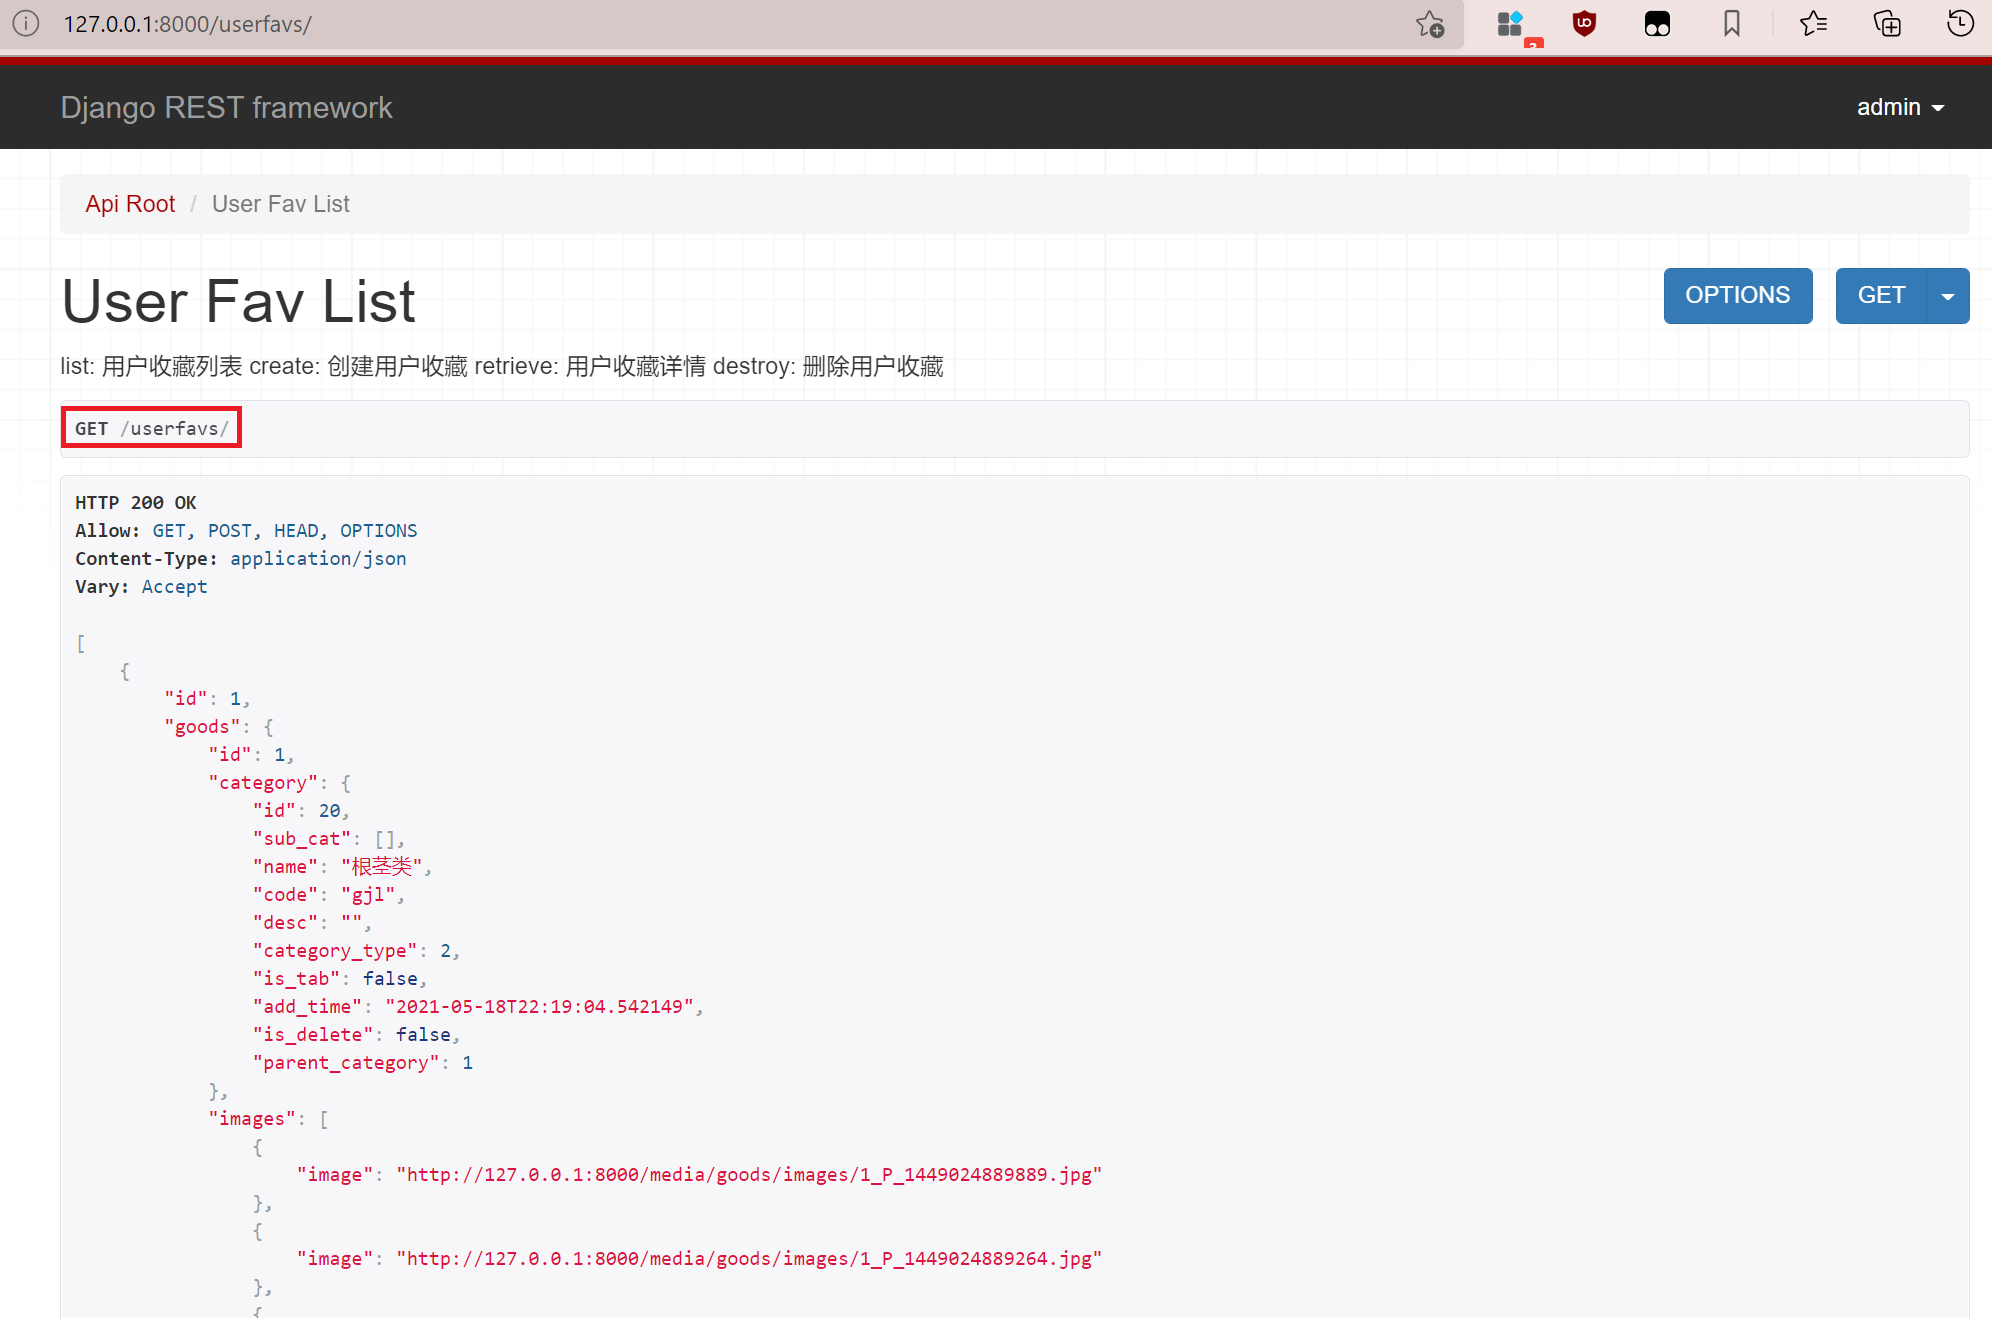 127.0.0.1:8000/userfavs/
Django REST framework
admin
Api Root / User Fav List
User Fav List
OPTIONS
GET
list: 用户收藏列表 create: 创建用户收藏 retrieve: 用户收藏详情 destroy: 删除用户收藏
GET /userfavs/
HTTP 200 OK
Allow: GET, POST, HEAD, OPTIONS
Content-Type: application/json
Vary: Accept
[
{
"id": 1,
"goods": {
"id": 1,
"category": {
"id": 20,
"sub_cat": [],
"name": "根茎类",
"code": "gjl",
"desc": "",
"category_type": 2,
"is_tab": false,
"add_time": "2021-05-18T22:19:04.542149",
"is_delete": false,
"parent_category": 1
},
"images": [
{
"image": "http://127.0.0.1:8000/media/goods/images/1_P_1449024889889.jpg"
},
{
"image": "http://127.0.0.1:8000/media/goods/images/1_P_1449024889264.jpg"
},
{